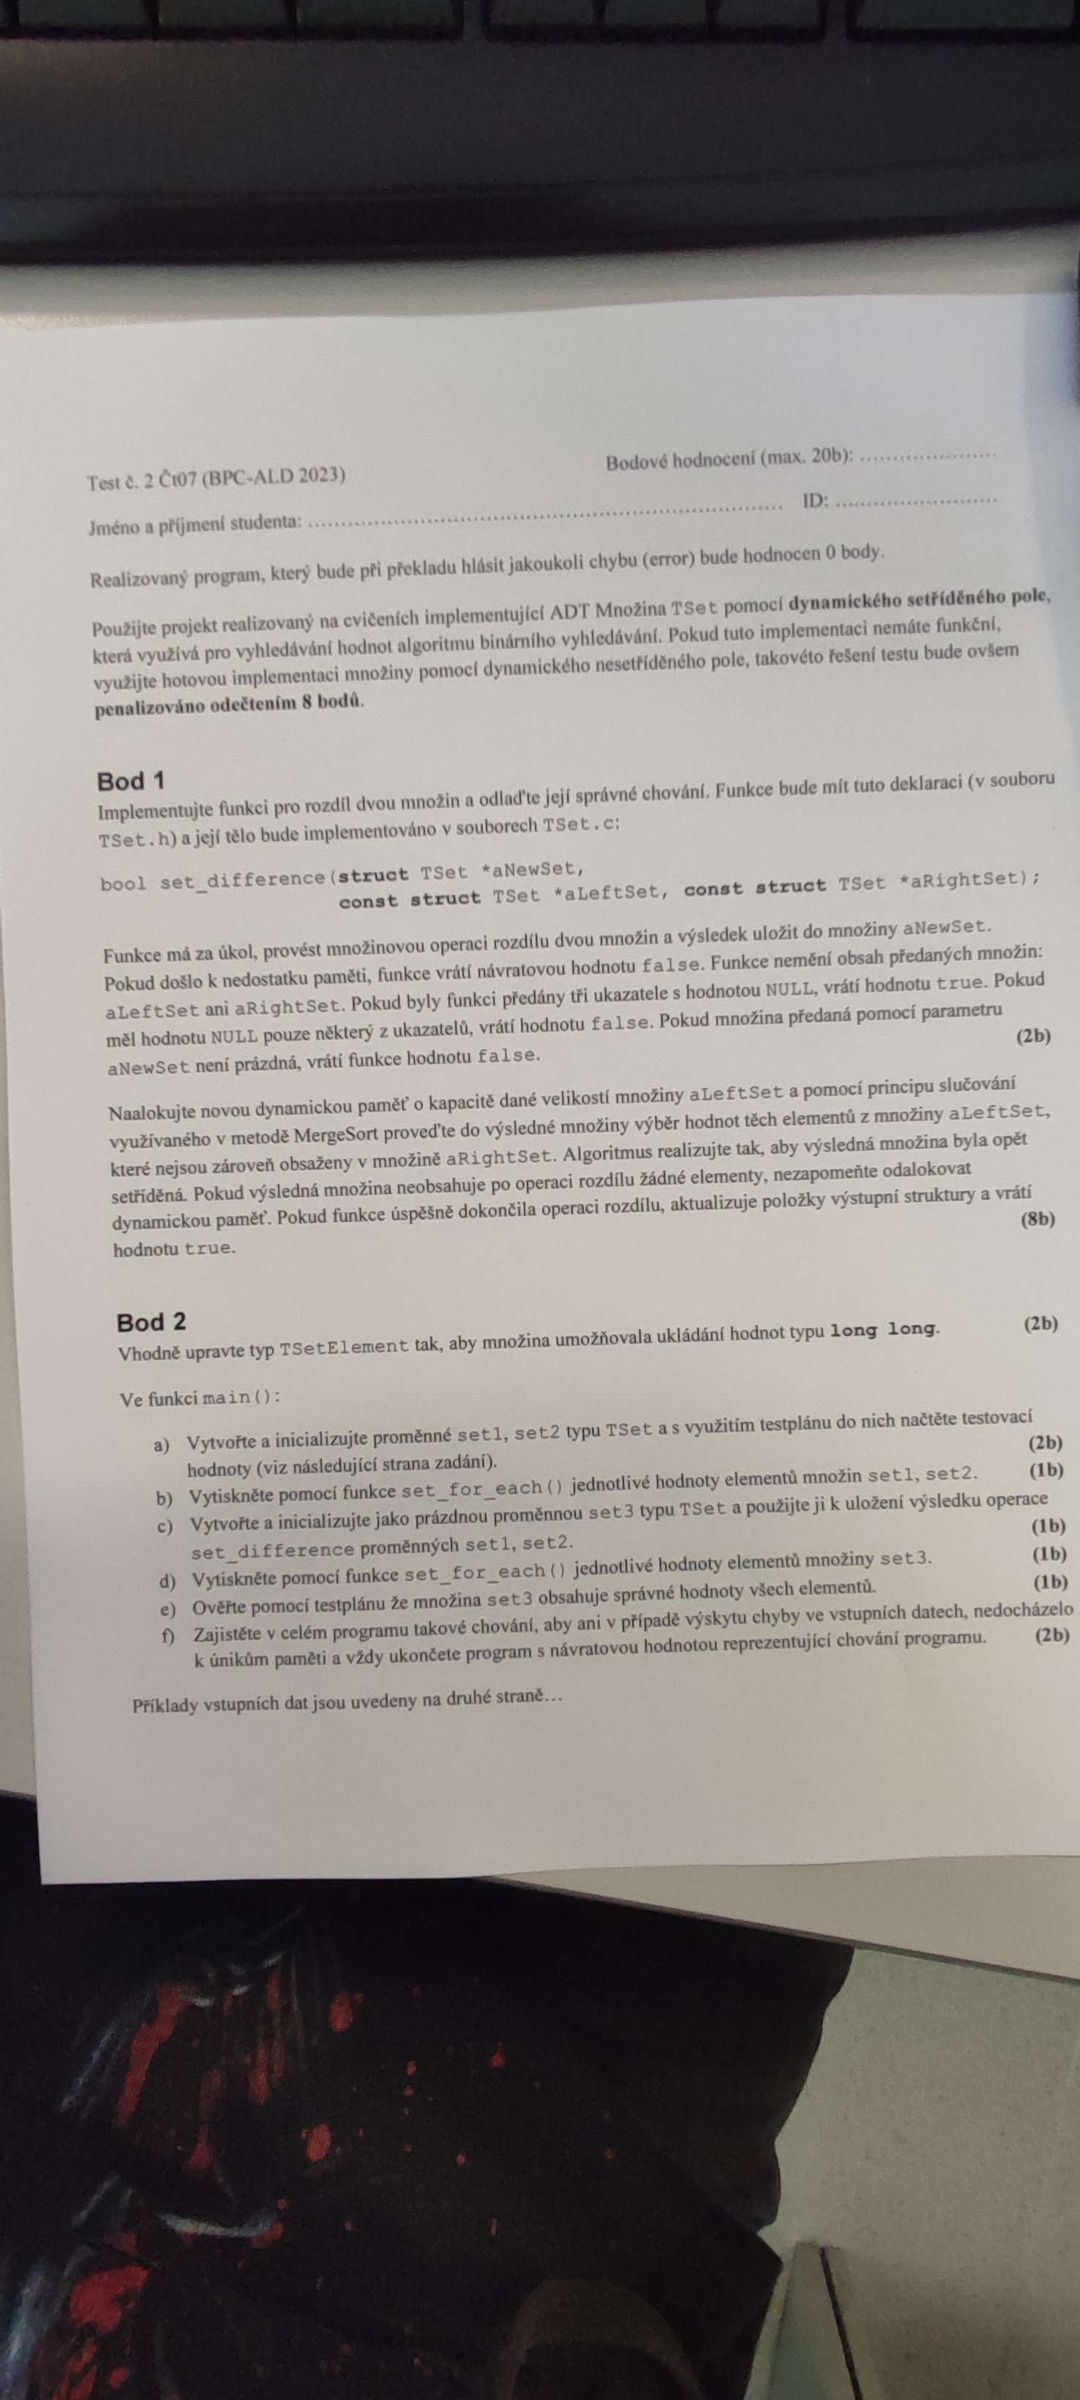 Test č. 2 Čt07 (BPC-ALD 2023)
Bodové hodnocení (max. 20b): ........................
Jméno a příjmení studenta: ................................................................................ ID: ............................
Realizovaný program, který bude při překladu hlásit jakoukoli chybu (error) bude hodnocen 0 body.
Použijte projekt realizovaný na cvičeních implementující ADT Množina TSet pomocí dynamického setříděného pole,
která využívá pro vyhledávání hodnot algoritmu binárního vyhledávání. Pokud tuto implementaci nemáte funkční,
využijte hotovou implementaci množiny pomocí dynamického nesetříděného pole, takovéto řešení testu bude ovšem
penalizováno odečtením 8 bodů.
Bod 1
Implementujte funkci pro rozdíl dvou množin a odlaďte její správné chování. Funkce bude mít tuto deklaraci (v souboru
TSet.h) a její tělo bude implementováno v souborech TSet.c:
bool set_difference(struct TSet *aNewSet,
const struct TSet *aLeftSet, const struct TSet *aRightSet);
Funkce má za úkol, provést množinovou operaci rozdílu dvou množin a výsledek uložit do množiny aNewSet.
Pokud došlo k nedostatku paměti, funkce vrátí návratovou hodnotu false. Funkce nemění obsah předaných množin:
aLeftSet ani aRightSet. Pokud byly funkci předány tři ukazatele s hodnotou NULL, vrátí hodnotu true. Pokud
měl hodnotu NULL pouze některý z ukazatelů, vrátí hodnotu false. Pokud množina předaná pomocí parametru
aNewSet není prázdná, vrátí funkce hodnotu false. (2b)
Naalokujte novou dynamickou paměť o kapacitě dané velikostí množiny aLeftSet a pomocí principu slučování
využívaného v metodě MergeSort proveďte do výsledné množiny výběr hodnot těch elementů z množiny aLeftSet,
které nejsou zároveň obsaženy v množině aRightSet. Algoritmus realizujte tak, aby výsledná množina byla opět
setříděná. Pokud výsledná množina neobsahuje po operaci rozdílu žádné elementy, nezapomeňte odalokovat
dynamickou paměť. Pokud funkce úspěšně dokončila operaci rozdílu, aktualizuje položky výstupní struktury a vrátí
hodnotu true. (8b)
Bod 2
Vhodně upravte typ TSetElement tak, aby množina umožňovala ukládání hodnot typu long long. (2b)
Ve funkci main():
a) Vytvořte a inicializujte proměnné set1, set2 typu TSet a s využitím testplánu do nich načtěte testovací
hodnoty (viz následující strana zadání). (2b)
b) Vytiskněte pomocí funkce set_for_each() jednotlivé hodnoty elementů množin set1, set2. (1b)
c) Vytvořte a inicializujte jako prázdnou proměnnou set3 typu TSet a použijte ji k uložení výsledku operace
set_difference proměnných set1, set2. (1b)
d) Vytiskněte pomocí funkce set_for_each() jednotlivé hodnoty elementů množiny set3. (1b)
e) Ověřte pomocí testplánu že množina set3 obsahuje správné hodnoty všech elementů. (1b)
f) Zajistěte v celém programu takové chování, aby ani v případě výskytu chyby ve vstupních datech, nedocházelo
k únikům paměti a vždy ukončete program s návratovou hodnotou reprezentující chování programu. (2b)
Příklady vstupních dat jsou uvedeny na druhé straně...